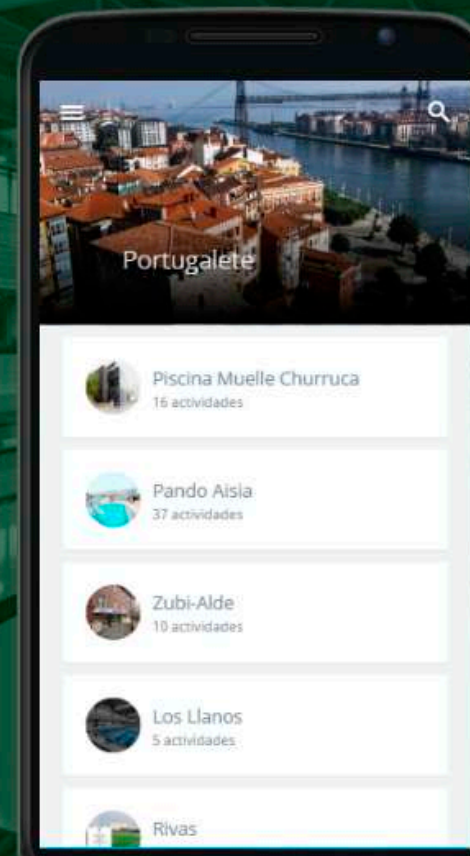 Portugalete
Piscina Muelle Churruca
16 actividades
Pando Aisia
37 actividades
Zubi-Alde
10 actividades
Los Llanos
5 actividades
Rivas